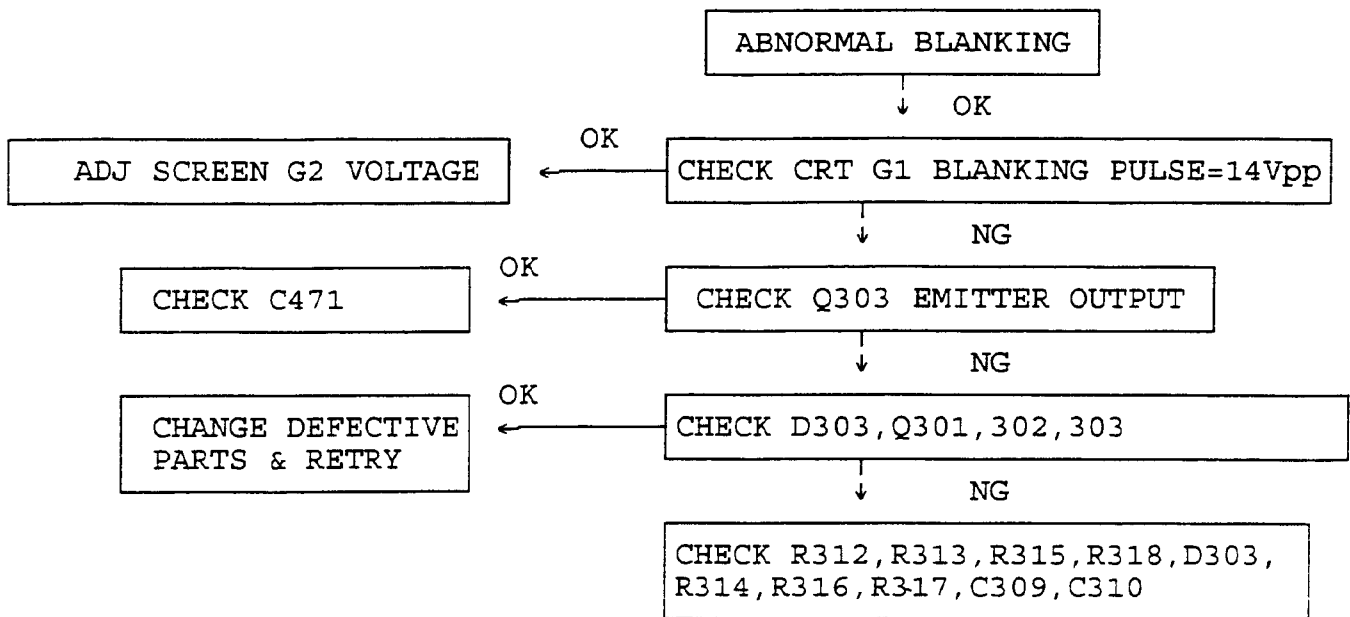 ABNORMAL BLANKING
OK
OK
ADJ SCREEN G2 VOLTAGE
CHECK CRT G1 BLANKING PULSE=14Vpp
NG
OK
CHECK C471
CHECK Q303 EMITTER OUTPUT
NG
OK
CHANGE DEFECTIVE
PARTS & RETRY
CHECK D303,Q301,302,303
NG
CHECK R312,R313,R315,R318,D303,
R314,R316,R317,C309,C310